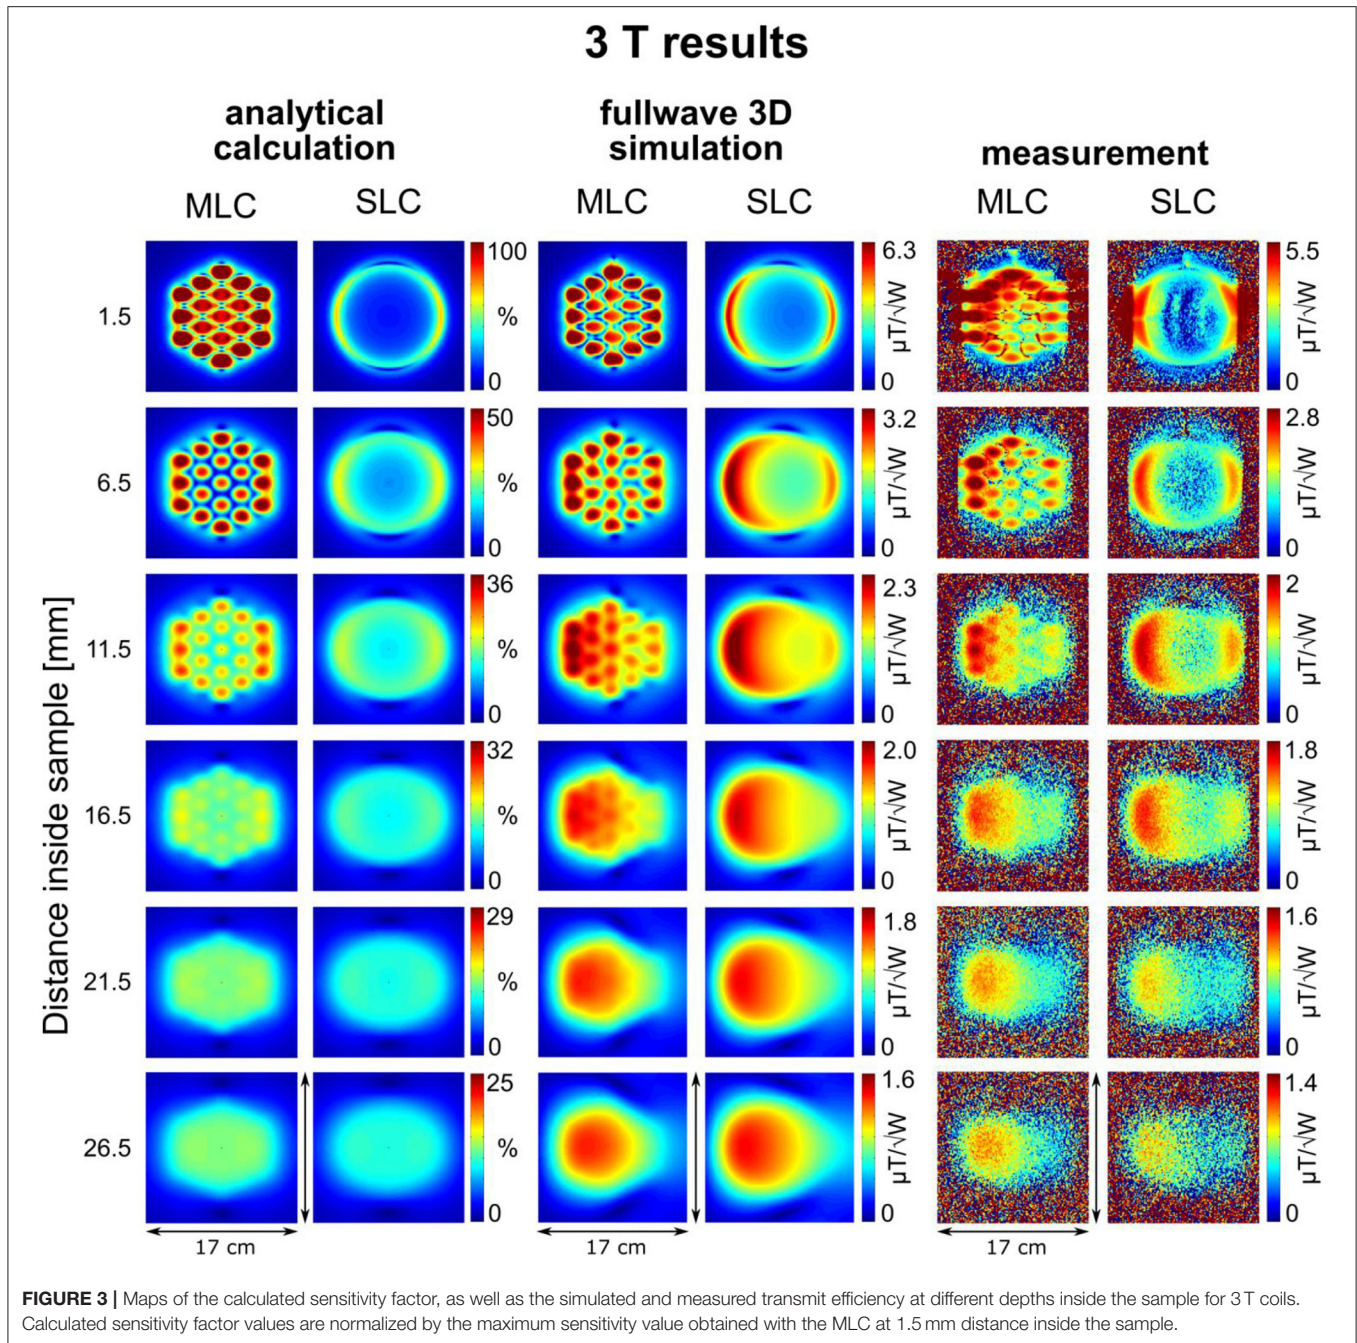 3 T results
analytical
calculation
fullwave 3D
simulation
measurement
MLC SLC MLC SLC MLC SLC
Distance inside sample [mm]
1.5
100
%
0
6.3
µT/√W
0
5.5
µT/√W
0
6.5
50
%
0
3.2
µT/√W
0
2.8
µT/√W
0
11.5
36
%
0
2.3
µT/√W
0
2
µT/√W
0
16.5
32
%
0
2.0
µT/√W
0
1.8
µT/√W
0
21.5
29
%
0
1.8
µT/√W
0
1.6
µT/√W
0
26.5
25
%
0
1.6
µT/√W
0
1.4
µT/√W
0
17 cm
17 cm
17 cm
FIGURE 3 | Maps of the calculated sensitivity factor, as well as the simulated and measured transmit efficiency at different depths inside the sample for 3 T coils.
Calculated sensitivity factor values are normalized by the maximum sensitivity value obtained with the MLC at 1.5 mm distance inside the sample.